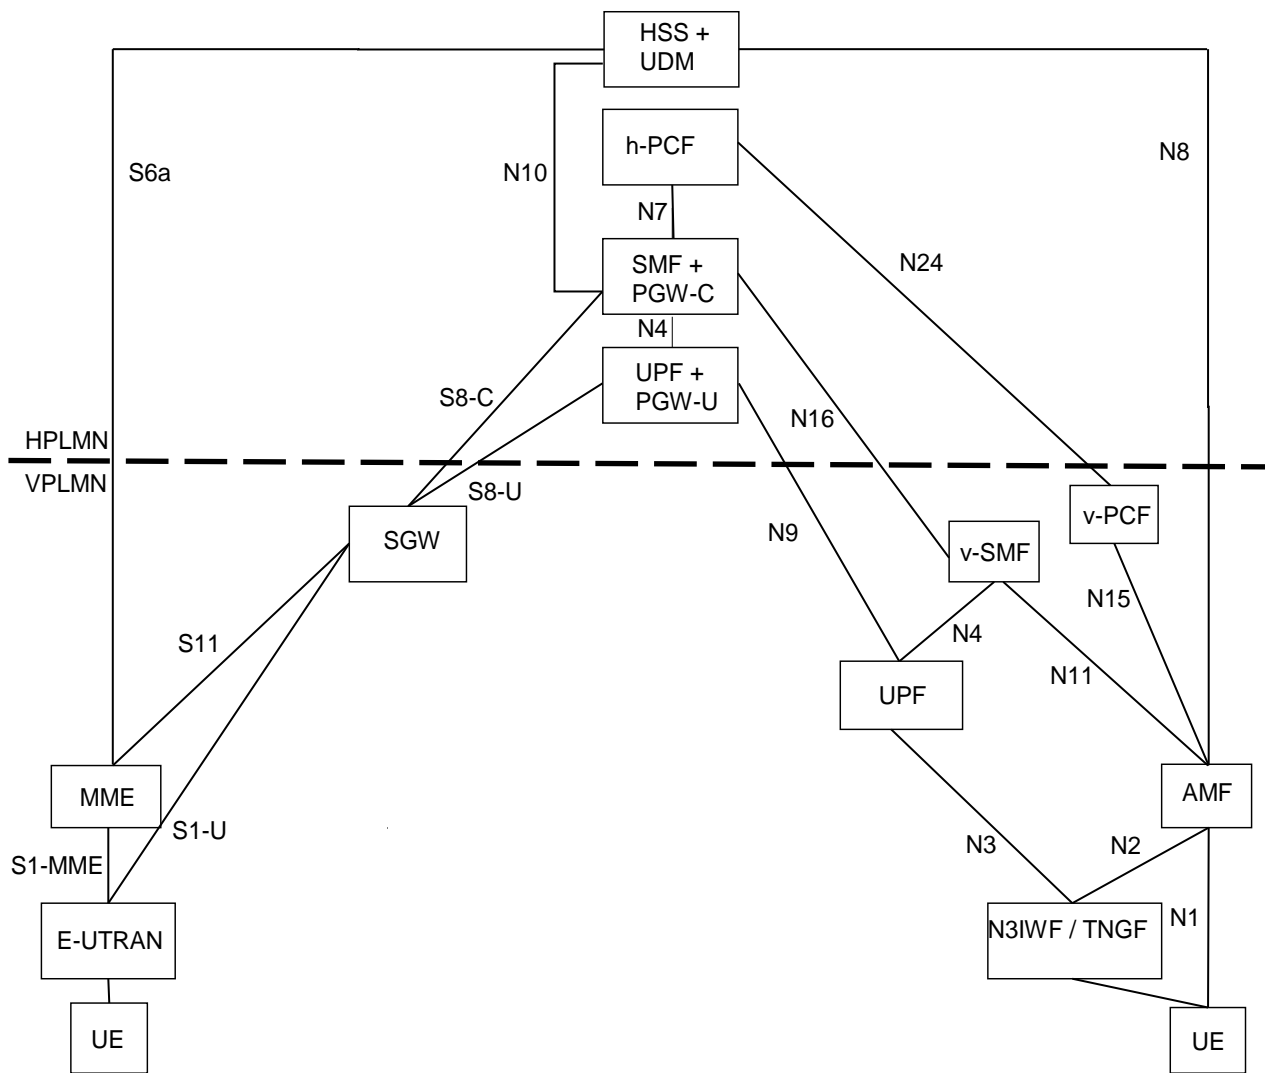 HSS +
UDM
h-PCF
S6a
N10
N8
N7
N24
SMF +
PGW-C
N4
UPF +
PGW-U
S8-C
N16
HPLMN
VPLMN
S8-U
v-PCF
SGW
N9
v-SMF
N15
S11
N4
N11
UPF
MME
AMF
S1-U
S1-MME
N3
N2
N1
E-UTRAN
N3IWF / TNGF
UE
UE